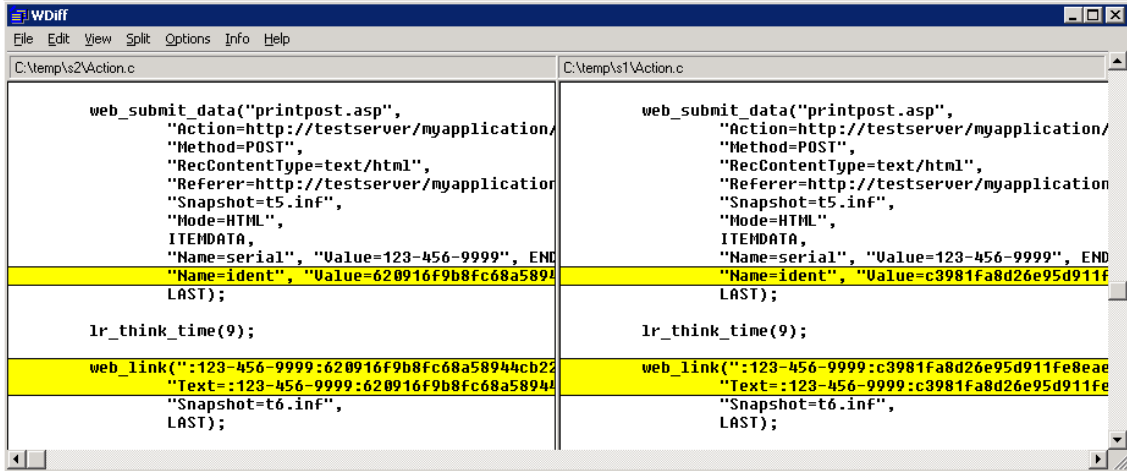 WDiff
File Edit View Split Options Info Help
C:\temp\s2\Action.c
web_submit_data("printpost.asp",
"Action=http://testserver/myapplication/
"Method=POST",
"RecContentType=text/html",
"Referer=http://testserver/myapplication
"Snapshot=t5.inf",
"Mode=HTML",
ITEMDATA,
"Name=serial", "Value=123-456-9999", END
"Name=ident", "Value=620916f9b8fc68a5894
LAST);
lr_think_time(9);
web_link(":123-456-9999:620916f9b8fc68a58944cb22
"Text=:123-456-9999:620916f9b8fc68a58944
"Snapshot=t6.inf",
LAST);
C:\temp\s1\Action.c
web_submit_data("printpost.asp",
"Action=http://testserver/myapplication/
"Method=POST",
"RecContentType=text/html",
"Referer=http://testserver/myapplication
"Snapshot=t5.inf",
"Mode=HTML",
ITEMDATA,
"Name=serial", "Value=123-456-9999", END
"Name=ident", "Value=c3981fa8d26e95d911f
LAST);
lr_think_time(9);
web_link(":123-456-9999:c3981fa8d26e95d911fe8eae
"Text=:123-456-9999:c3981fa8d26e95d911fe
"Snapshot=t6.inf",
LAST);